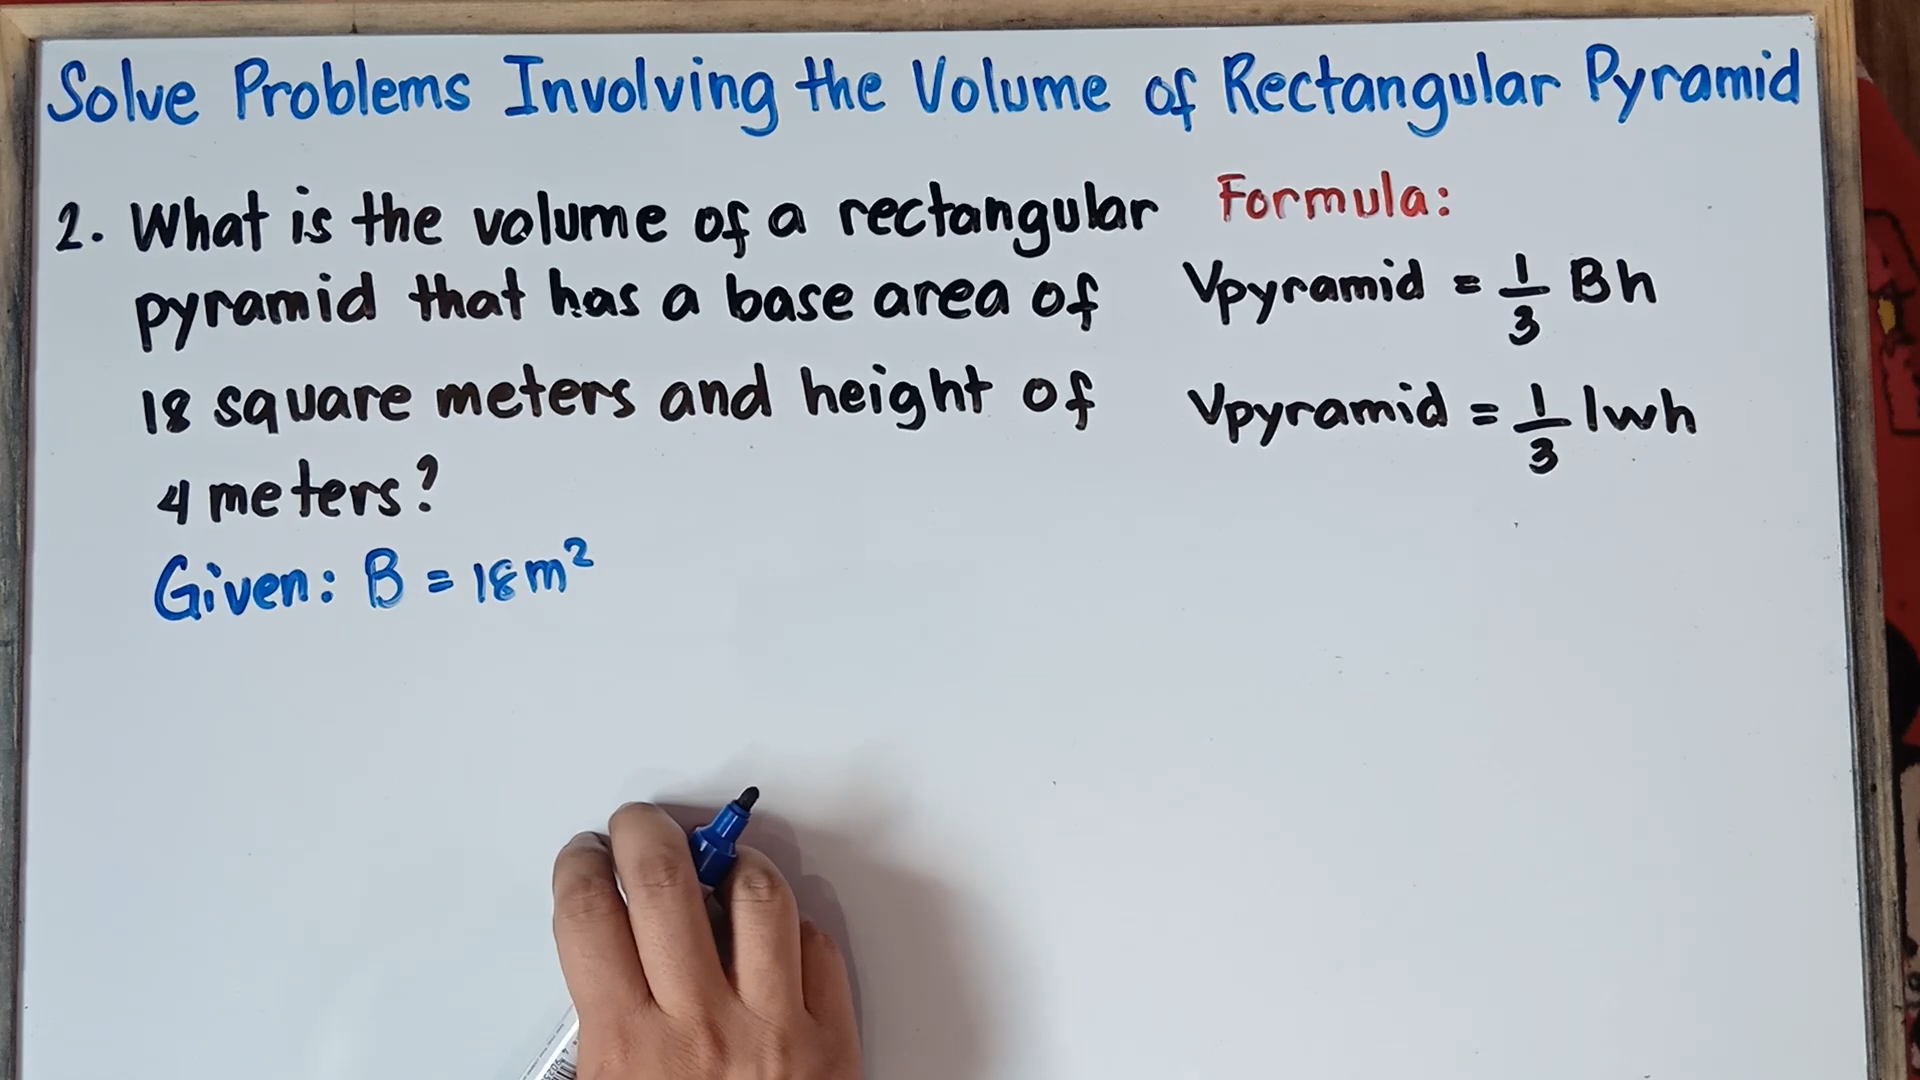 Solve Problems Involving the Volume of Rectangular Pyramid
2. What is the volume of a rectangular
pyramid that has a base area of
18 square meters and height of
4 meters?
Given: B = 18m²
Formula:
Vpyramid = 1/3 Bh
Vpyramid = 1/3 lwh